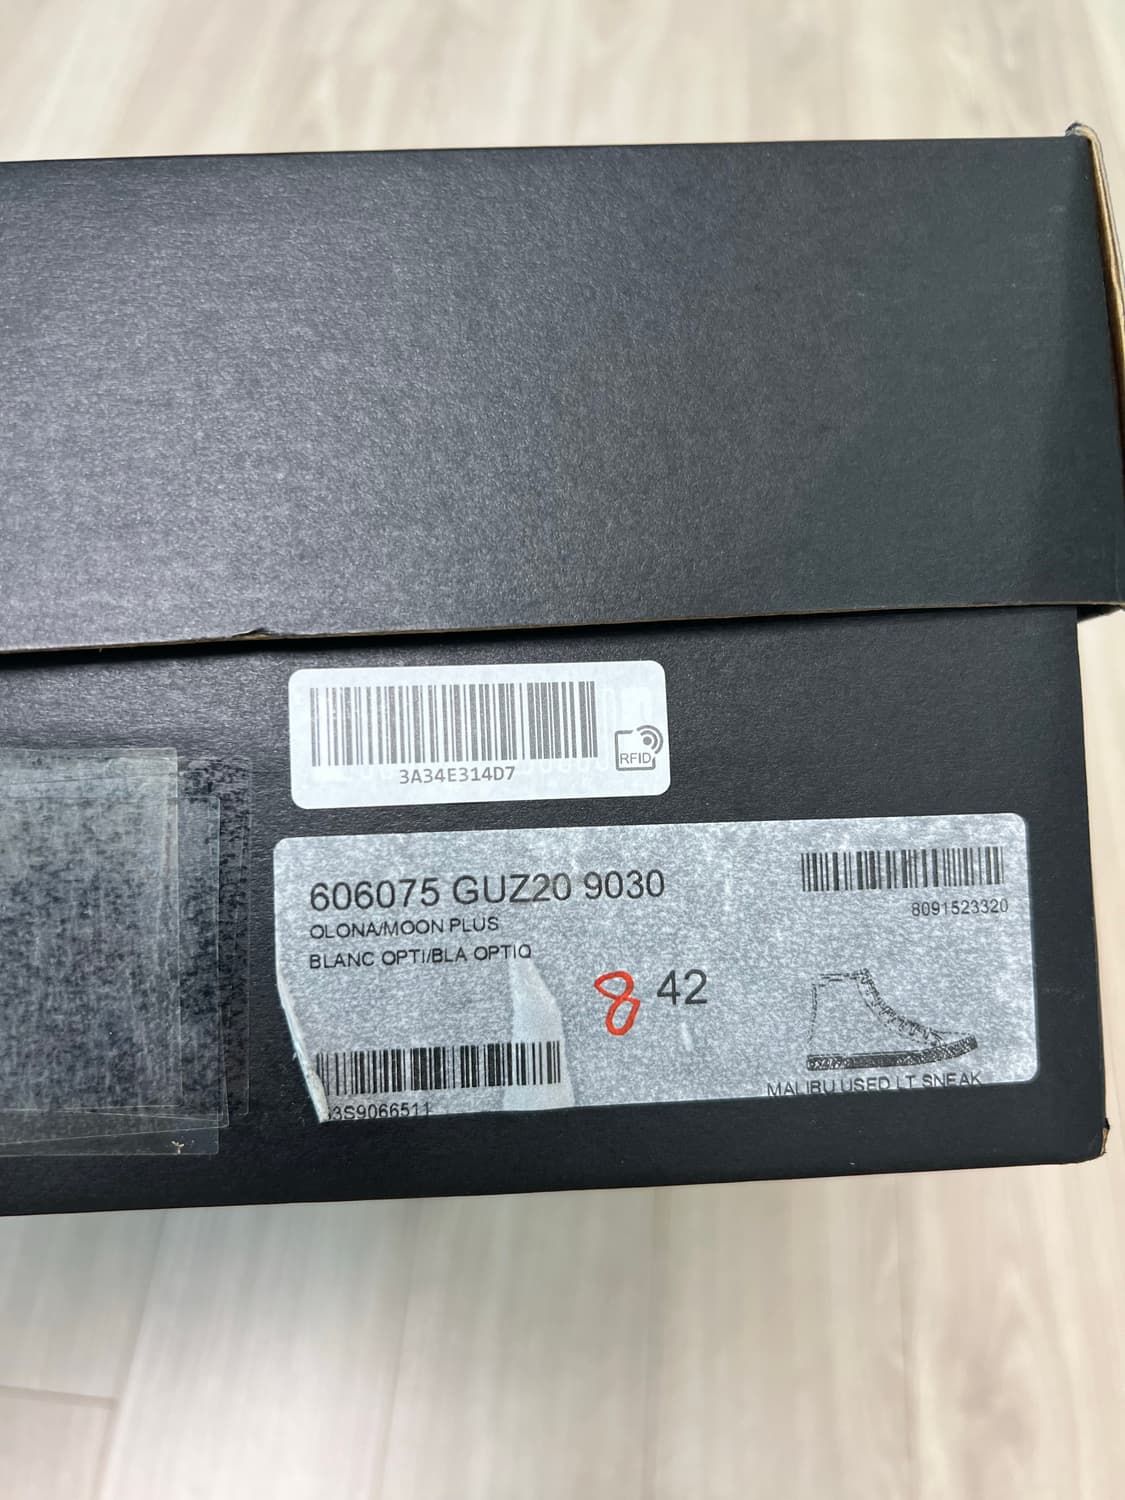 3A34E314D7
RFID
606075 GUZ20 9030
OLONA/MOON PLUS
BLANC OPTI/BLA OPTIQ
8091523320
8 42
3S9066511
MALIBU USED LT SNEAK